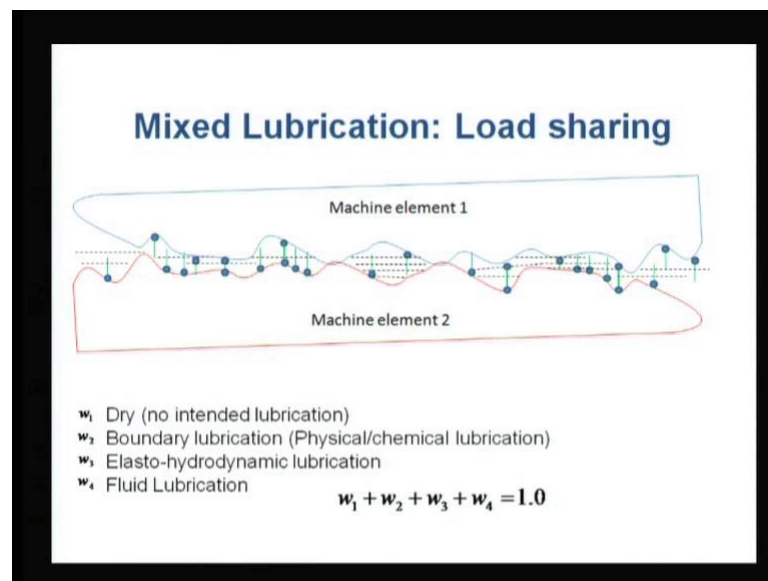 Mixed Lubrication: Load sharing
Machine element 1
Machine element 2
w₁ Dry (no intended lubrication)
w₂ Boundary lubrication (Physical/chemical lubrication)
w₃ Elasto-hydrodynamic lubrication
w₄ Fluid Lubrication
w₁ + w₂ + w₃ + w₄ = 1.0